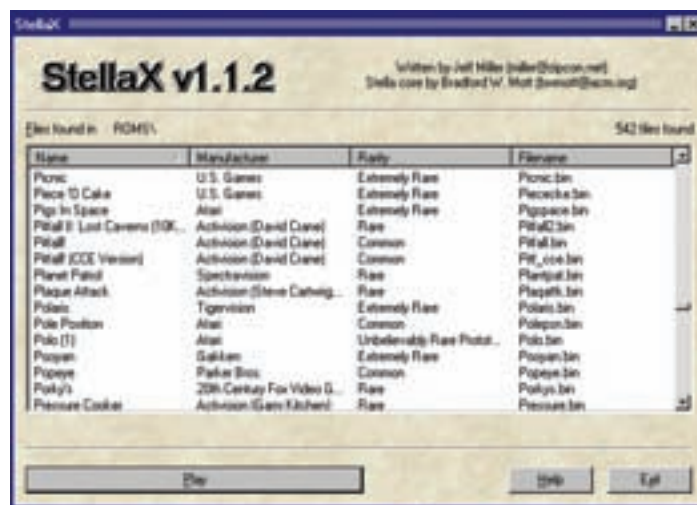 StellaX
StellaX v1.1.2
Written by Jeff Miller (miller@zipcon.net)
Stella core by Bradford W. Mott (bwmott@acm.org)
Files found in ROMS\ 542 files found
Name Manufacturer Rarity Filename
Picnic U.S. Games Extremely Rare Picnic.bin
Piece O Cake U.S. Games Extremely Rare Piececke.bin
Pigs In Space Atari Extremely Rare Pigspace.bin
Pitfall II: Lost Caverns (10K... Activision (David Crane) Rare Pitfall2.bin
Pitfall! Activision (David Crane) Common Pitfall.bin
Pitfall! (CCE Version) Activision (David Crane) Common Pitf_cce.bin
Planet Patrol Spectravision Rare Plantpat.bin
Plaque Attack Activision (Steve Cartwrig... Rare Plaqattk.bin
Polaris Tigervision Extremely Rare Polaris.bin
Pole Position Atari Common Polepsn.bin
Polo (1) Atari Unbelievably Rare Protot... Polo.bin
Pooyan Gakken Extremely Rare Pooyan.bin
Popeye Parker Bros Common Popeye.bin
Porky's 20th Century Fox Video G... Rare Porkys.bin
Pressure Cooker Activision (Garry Kitchen) Rare Pressure.bin
Play Help Exit